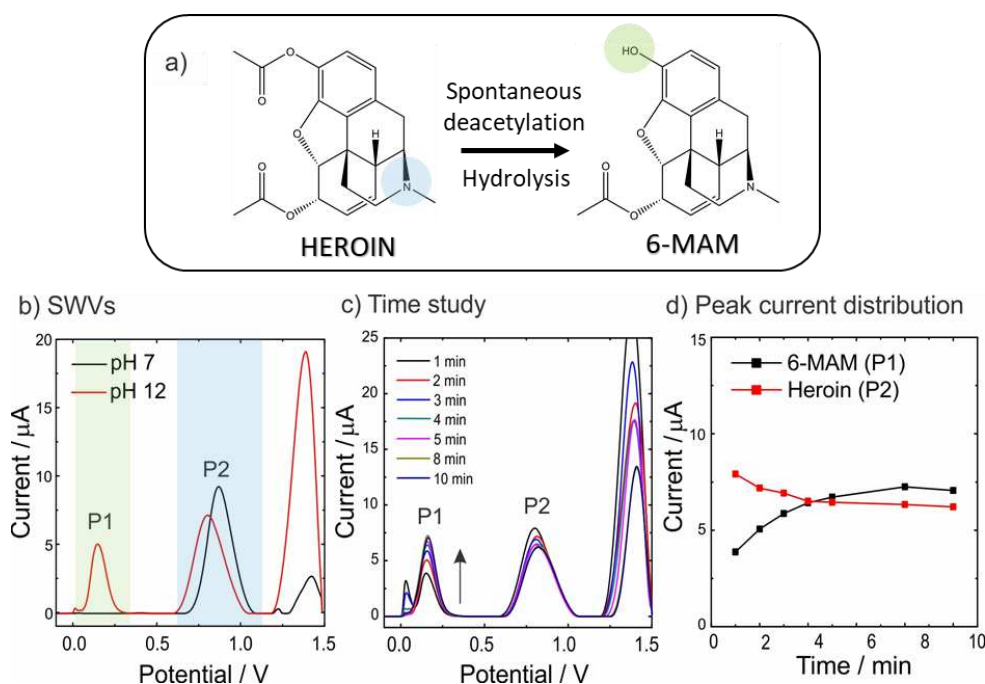 a)
O
O
O
H
N
O
O
HEROIN
Spontaneous
deacetylation
Hydrolysis
HO
O
H
N
O
O
6-MAM
b) SWVs
20
15
10
5
0
Current / µA
pH 7
pH 12
P1
P2
0.0 0.5 1.0 1.5
Potential / V
c) Time study
25
20
15
10
5
0
Current / µA
1 min
2 min
3 min
4 min
5 min
8 min
10 min
P1
P2
0.0 0.5 1.0 1.5
Potential / V
d) Peak current distribution
15
10
5
0
Current / µA
6-MAM (P1)
Heroin (P2)
0 2 4 6 8 10
Time / min